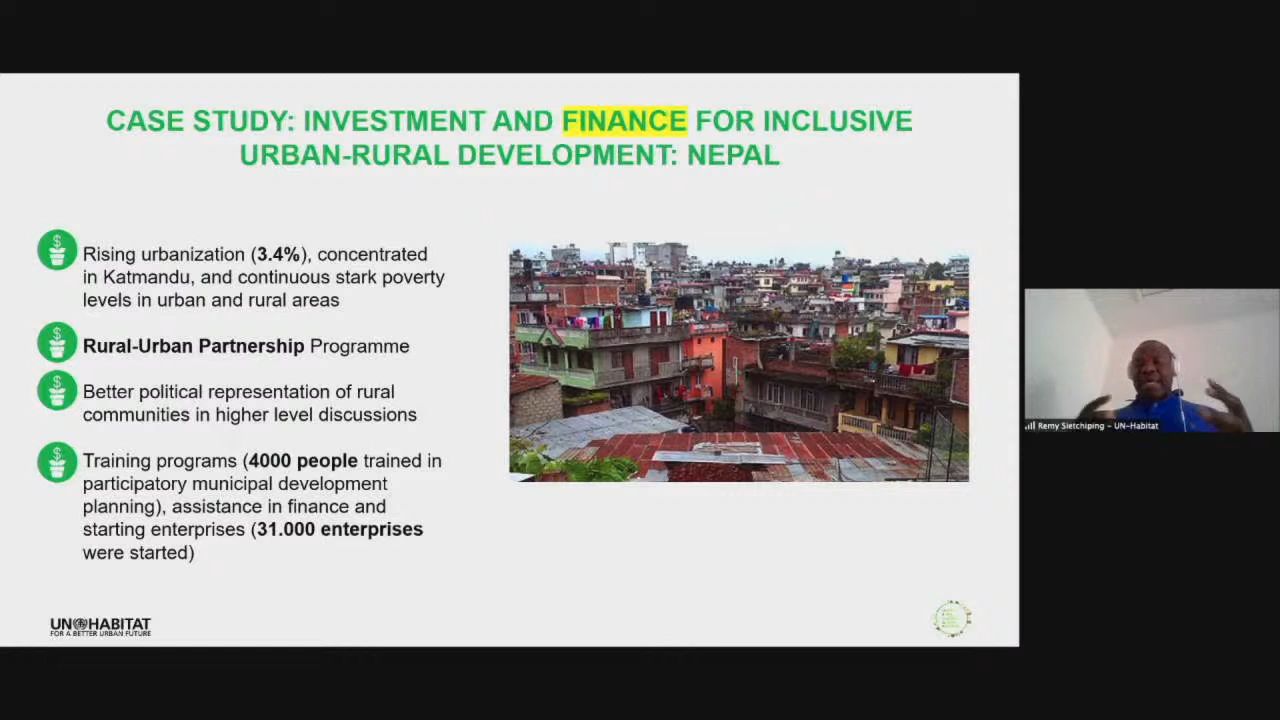 CASE STUDY: INVESTMENT AND FINANCE FOR INCLUSIVE
URBAN-RURAL DEVELOPMENT: NEPAL
Rising urbanization (3.4%), concentrated
in Katmandu, and continuous stark poverty
levels in urban and rural areas
Rural-Urban Partnership Programme
Better political representation of rural
communities in higher level discussions
Training programs (4000 people trained in
participatory municipal development
planning), assistance in finance and
starting enterprises (31.000 enterprises
were started)
Remy Sietchiping - UN-Habitat
UN HABITAT
FOR A BETTER URBAN FUTURE